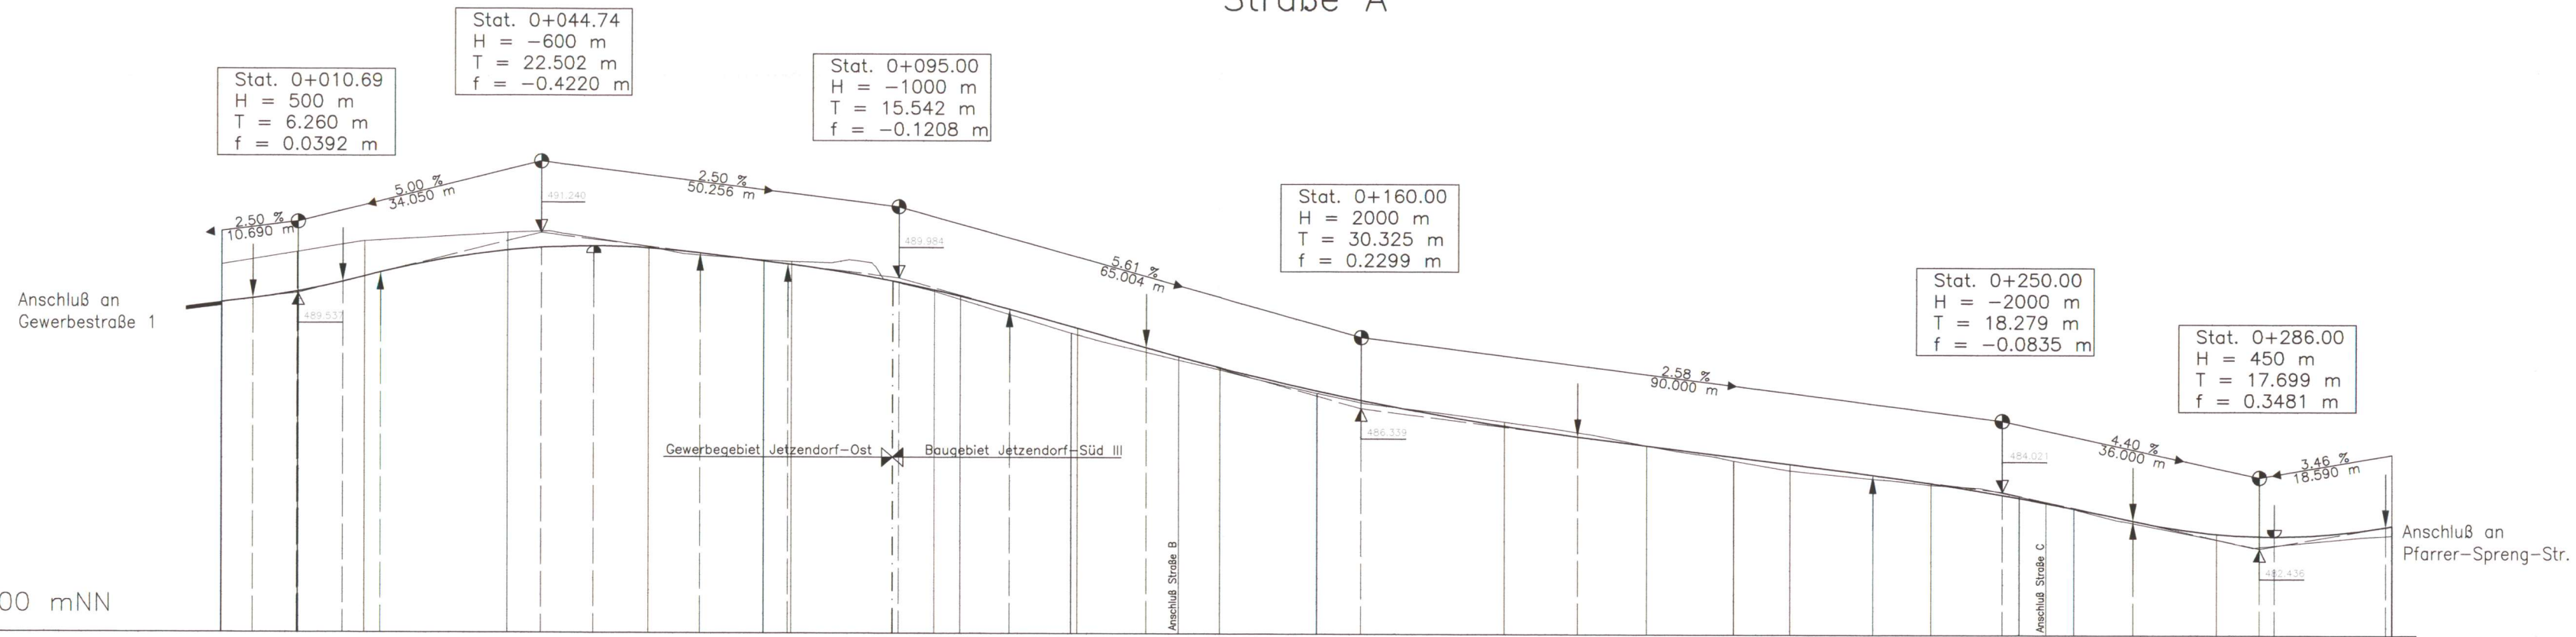 Straße A
Stat. 0+010.69
H = 500 m
T = 6.260 m
f = 0.0392 m
Stat. 0+044.74
H = -600 m
T = 22.502 m
f = -0.4220 m
Stat. 0+095.00
H = -1000 m
T = 15.542 m
f = -0.1208 m
Stat. 0+160.00
H = 2000 m
T = 30.325 m
f = 0.2299 m
Stat. 0+250.00
H = -2000 m
T = 18.279 m
f = -0.0835 m
Stat. 0+286.00
H = 450 m
T = 17.699 m
f = 0.3481 m
2.50 %
10.690 m
5.00 %
34.050 m
2.50 %
50.256 m
5.61 %
65.004 m
2.58 %
90.000 m
4.40 %
36.000 m
3.46 %
18.590 m
489.537
491.240
489.984
486.339
484.021
482.436
Anschluß an
Gewerbestraße 1
Gewerbegebiet Jetzendorf-Ost
Baugebiet Jetzendorf-Süd III
Anschluß Straße B
Anschluß Straße C
Anschluß an
Pfarrer-Spreng-Str.
00 mNN